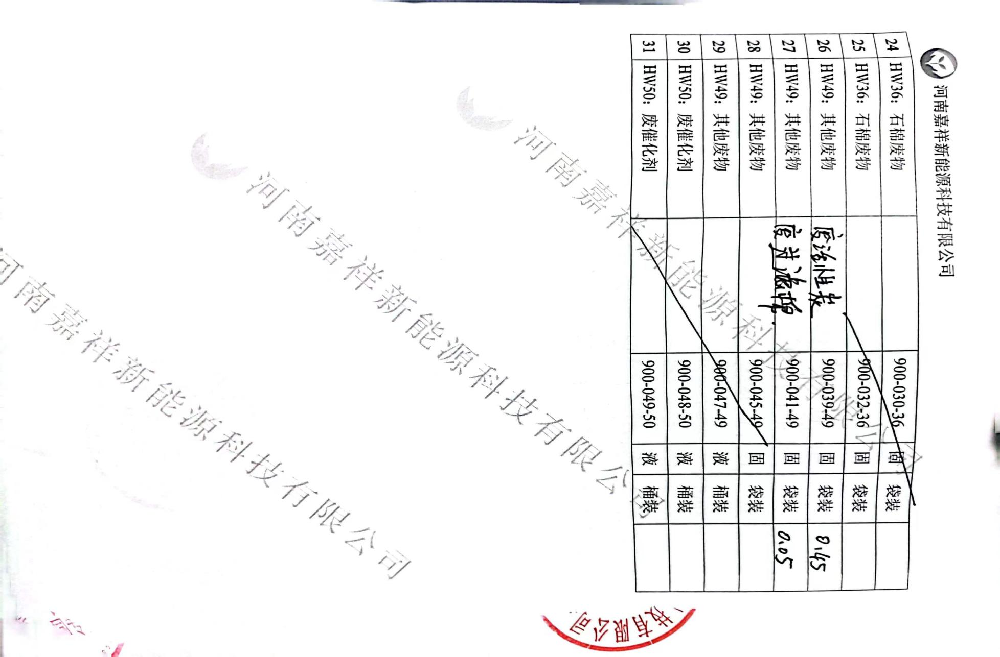 河南嘉祥新能源科技有限公司
24 HW36：石棉废物 900-030-36 固 袋装
25 HW36：石棉废物 900-032-36 固 袋装
26 HW49：其他废物 废活性炭 900-039-49 固 袋装 0.45
27 HW49：其他废物 900-041-49 固 袋装 0.05
28 HW49：其他废物 900-045-49 固 袋装
29 HW49：其他废物 900-047-49 液 桶装
30 HW50：废催化剂 900-048-50 液 桶装
31 HW50：废催化剂 900-049-50 液 桶装
河南嘉祥新能源科技有限公司
河南嘉祥新能源科技有限公司
河南嘉祥新能源科技有限公司
技有限公司